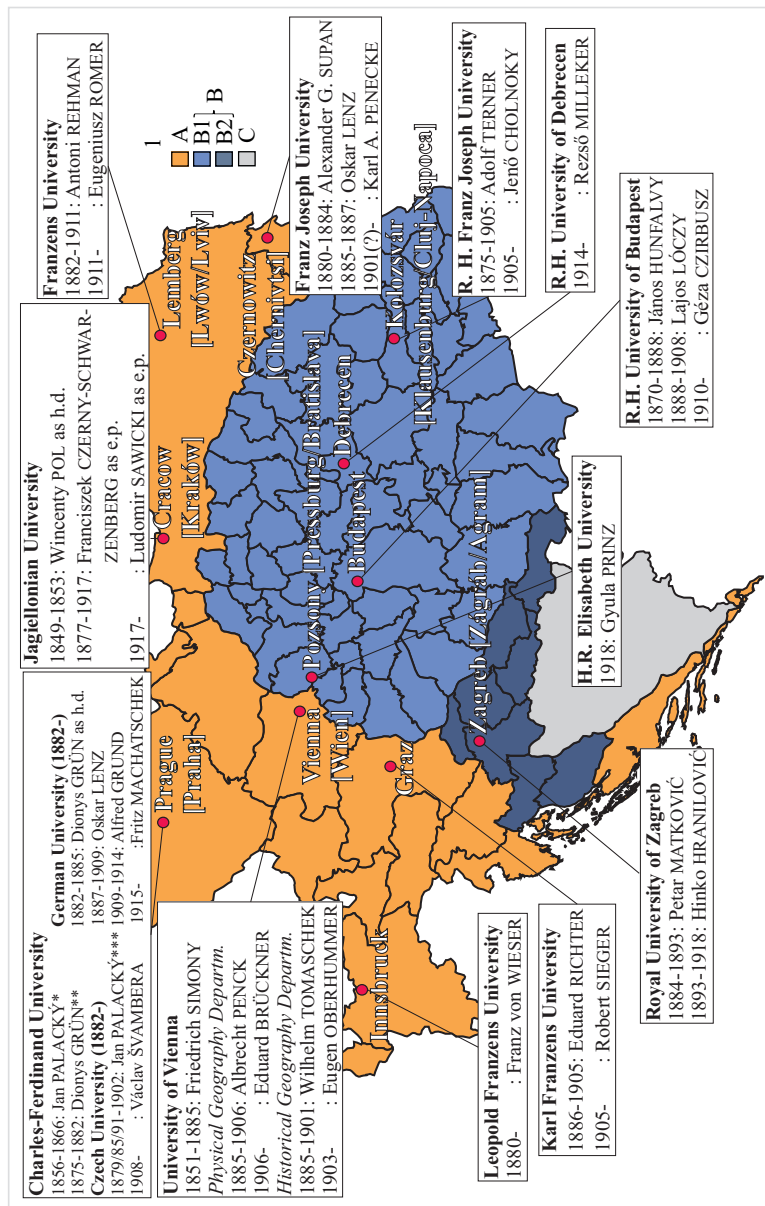 Charles-Ferdinand University
1856-1866: Jan PALACKÝ*
1875-1882: Dionys GRÜN**
Czech University (1882-)
1879/85/91-1902: Jan PALACKÝ***
1908- : Václav ŠVAMBERA
German University (1882-)
1882-1885: Dionys GRÜN as h.d.
1887-1909: Oskar LENZ
1909-1914: Alfred GRUND
1915- :Fritz MACHATSCHEK
Jagiellonian University
1849-1853: Wincenty POL as h.d.
1877-1917: Franciszek CZERNY-SCHWAR-
ZENBERG as e.p.
1917- : Ludomir SAWICKI as e.p.
Franzens University
1882-1911: Antoni REHMAN
1911- : Eugeniusz ROMER
1
A
B1
B2
]- B
C
Prague
[Praha]
Cracow
[Kraków]
Lemberg
[Lwów/Lviv]
Czernowitz
[Chernivtsi]
Franz Joseph University
1880-1884: Alexander G. SUPAN
1885-1887: Oskar LENZ
1901(?)- : Karl A. PENECKE
University of Vienna
1851-1885: Friedrich SIMONY
Physical Geography Departm.
1885-1906: Albrecht PENCK
1906- : Eduard BRÜCKNER
Historical Geography Departm.
1885-1901: Wilhelm TOMASCHEK
1903- : Eugen OBERHUMMER
Vienna
[Wien]
Pozsony [Pressburg/Bratislava]
Debrecen
Budapest
Innsbruck
Graz
Kolozsvár
[Klausenburg/Cluj-Napoca]
Zagreb [Zágráb/Agram]
R. H. Franz Joseph University
1875-1905: Adolf TERNER
1905- : Jenő CHOLNOKY
Leopold Franzens University
1880- : Franz von WIESER
Karl Franzens University
1886-1905: Eduard RICHTER
1905- : Robert SIEGER
R.H. University of Debrecen
1914- : Rezső MILLEKER
H.R. Elisabeth University
1918: Gyula PRINZ
R.H. University of Budapest
1870-1888: János HUNFALVY
1888-1908: Lajos LÓCZY
1910- : Géza CZIRBUSZ
Royal University of Zagreb
1884-1893: Petar MATKOVIĆ
1893-1918: Hinko HRANILOVIĆ